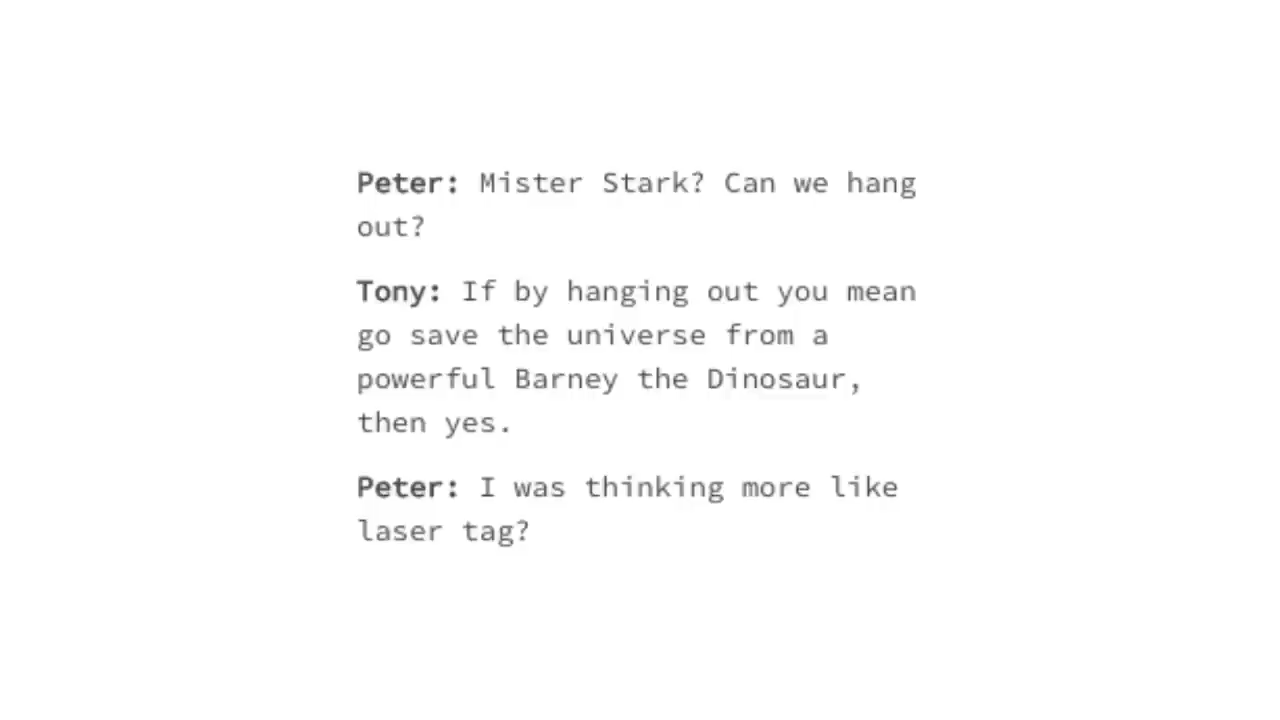 Peter: Mister Stark? Can we hang
out?
Tony: If by hanging out you mean
go save the universe from a
powerful Barney the Dinosaur,
then yes.
Peter: I was thinking more like
laser tag?